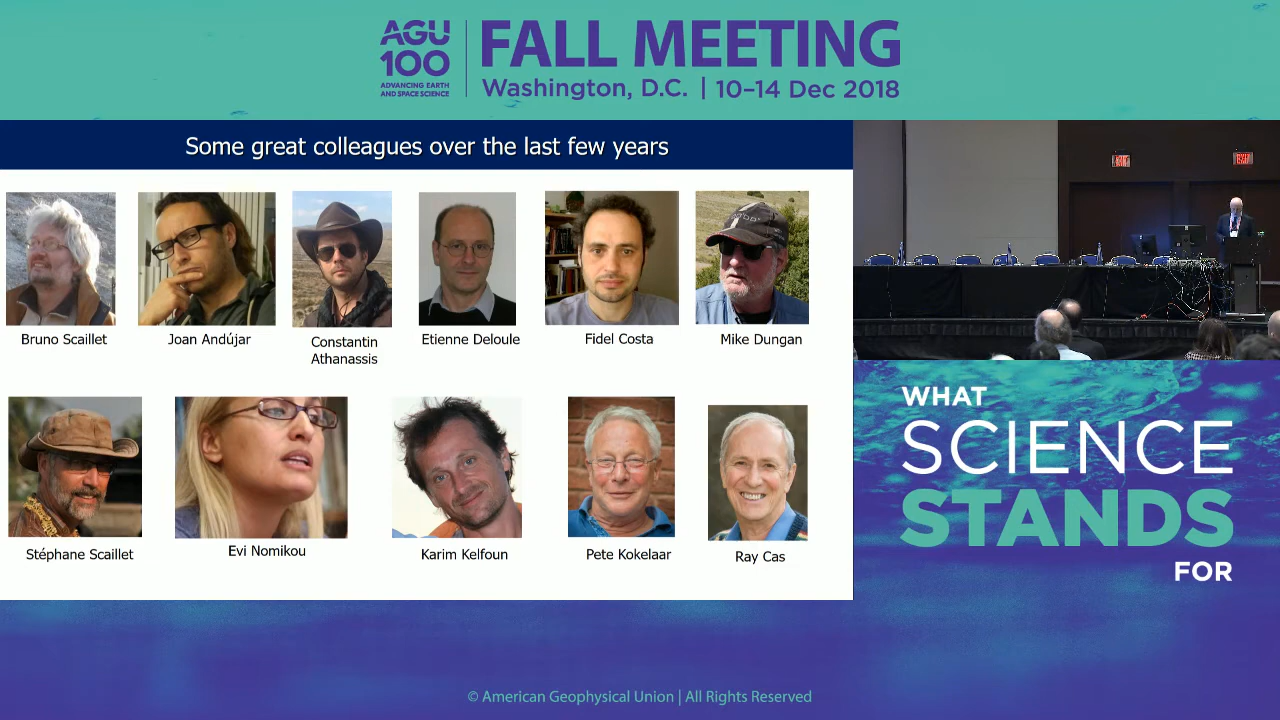 AGU
100
ADVANCING EARTH
AND SPACE SCIENCE
FALL MEETING
Washington, D.C. | 10–14 Dec 2018
Some great colleagues over the last few years
Bruno Scaillet
Joan Andújar
Constantin
Athanassis
Etienne Deloule
Fidel Costa
Mike Dungan
Stéphane Scaillet
Evi Nomikou
Karim Kelfoun
Pete Kokelaar
Ray Cas
WHAT
SCIENCE
STANDS
FOR
© American Geophysical Union | All Rights Reserved